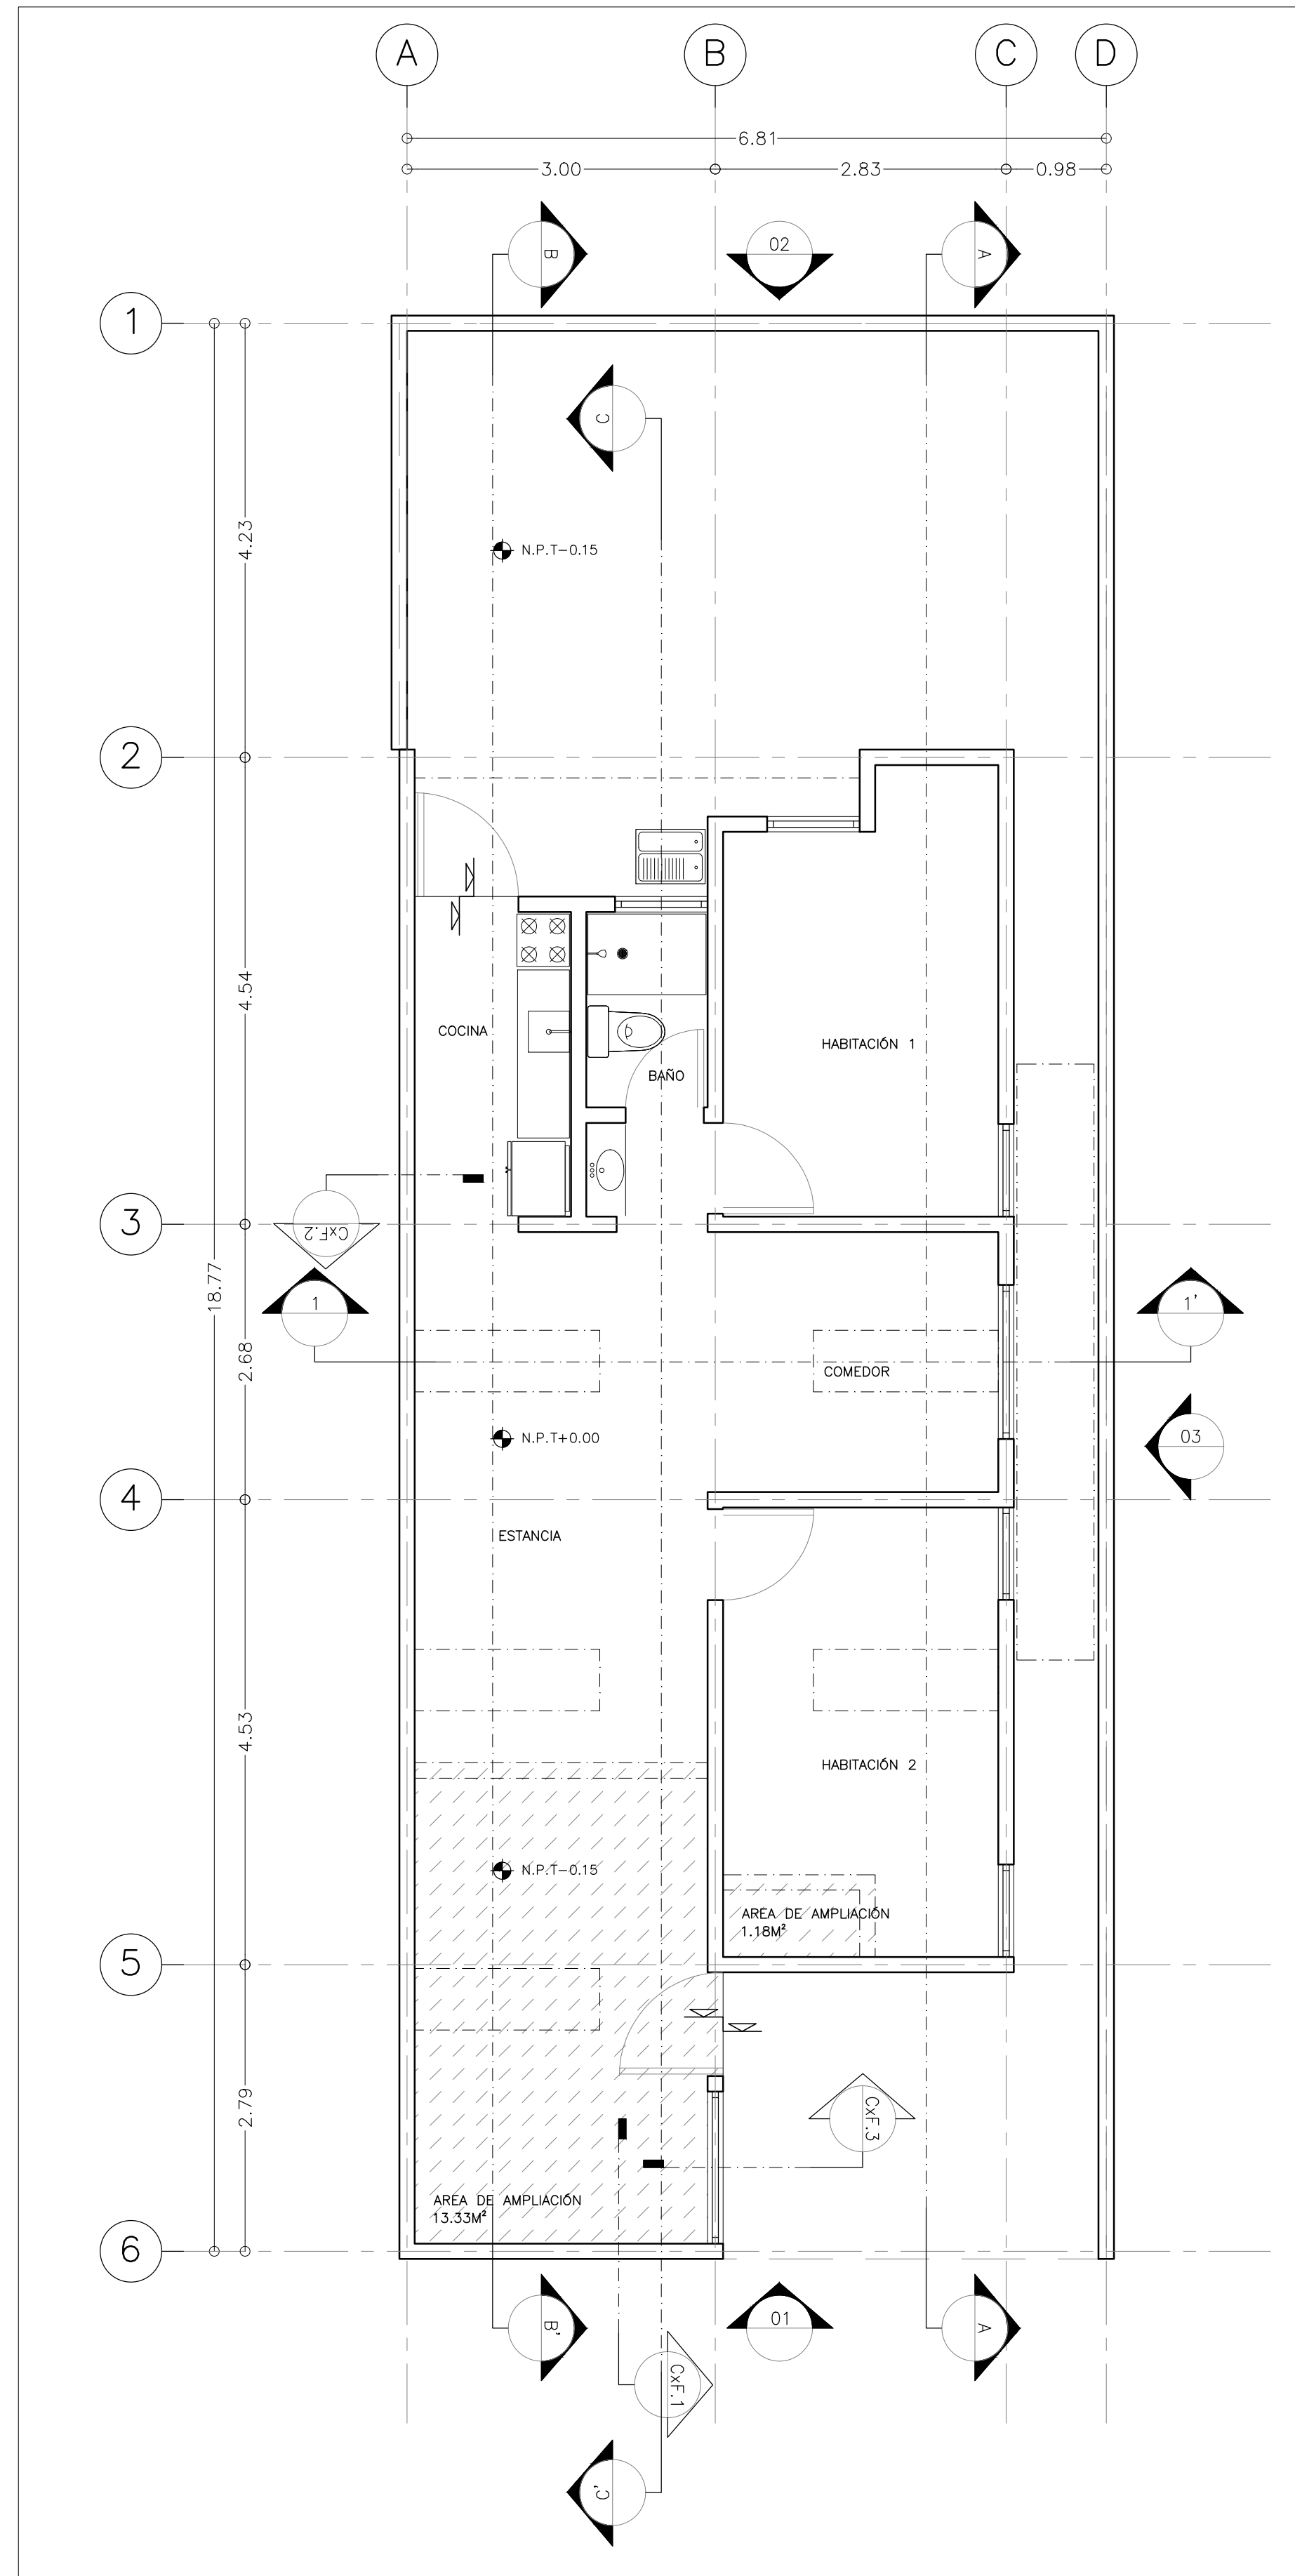 A B C D
6.81
3.00 2.83 0.98
B 02 A
1
C
4.23
N.P.T-0.15
2
4.54
COCINA
HABITACIÓN 1
BAÑO
CxF.2
3
18.77
1 1'
2.68
COMEDOR
N.P.T+0.00
03
4
ESTANCIA
4.53
HABITACIÓN 2
N.P.T-0.15
AREA DE AMPLIACIÓN
1.18M²
5
2.79
CxF.3
AREA DE AMPLIACIÓN
13.33M²
6
B' 01 A
CxF.1
C'